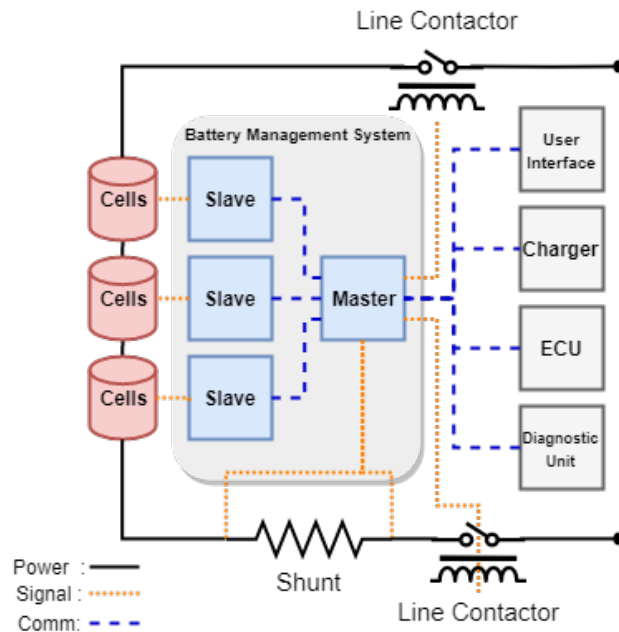 Line Contactor
Battery Management System
User
Interface
Cells
Slave
Charger
Cells
Slave
Master
ECU
Cells
Slave
Diagnostic
Unit
Shunt
Line Contactor
Power :
Signal :
Comm: